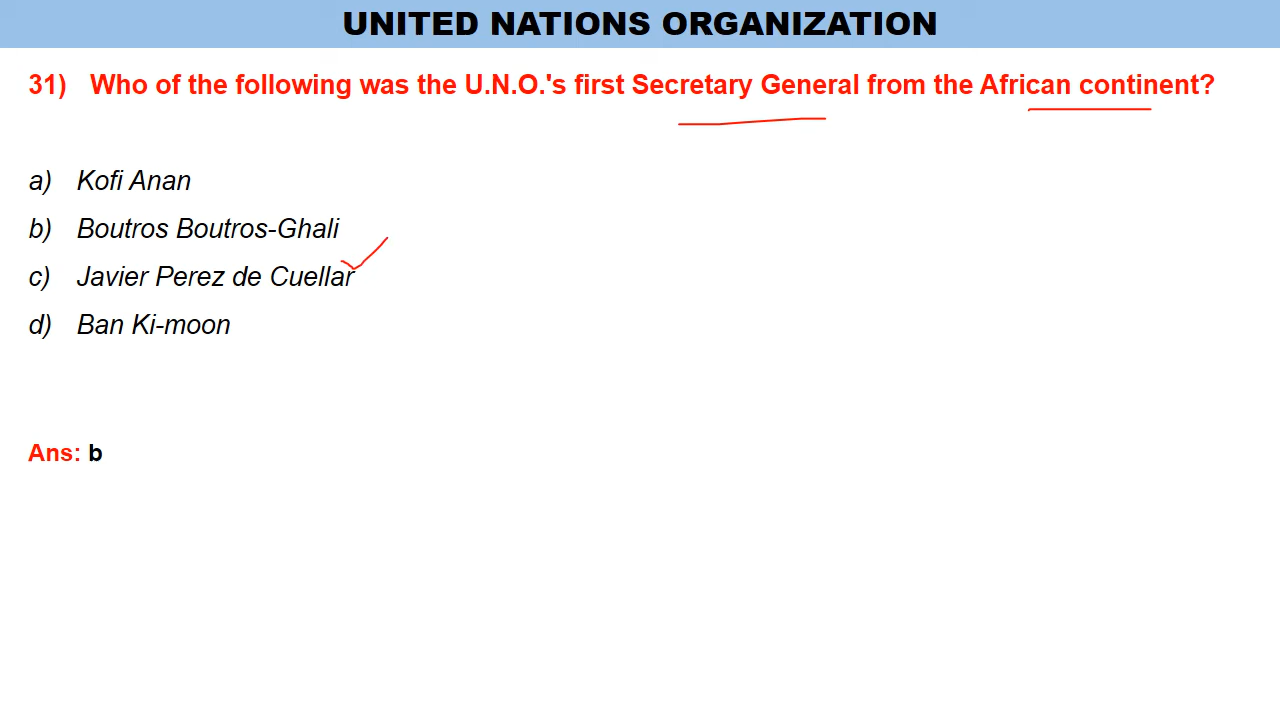 UNITED NATIONS ORGANIZATION
31) Who of the following was the U.N.O.'s first Secretary General from the African continent?
a) Kofi Anan
b) Boutros Boutros-Ghali
c) Javier Perez de Cuellar
d) Ban Ki-moon
Ans: b